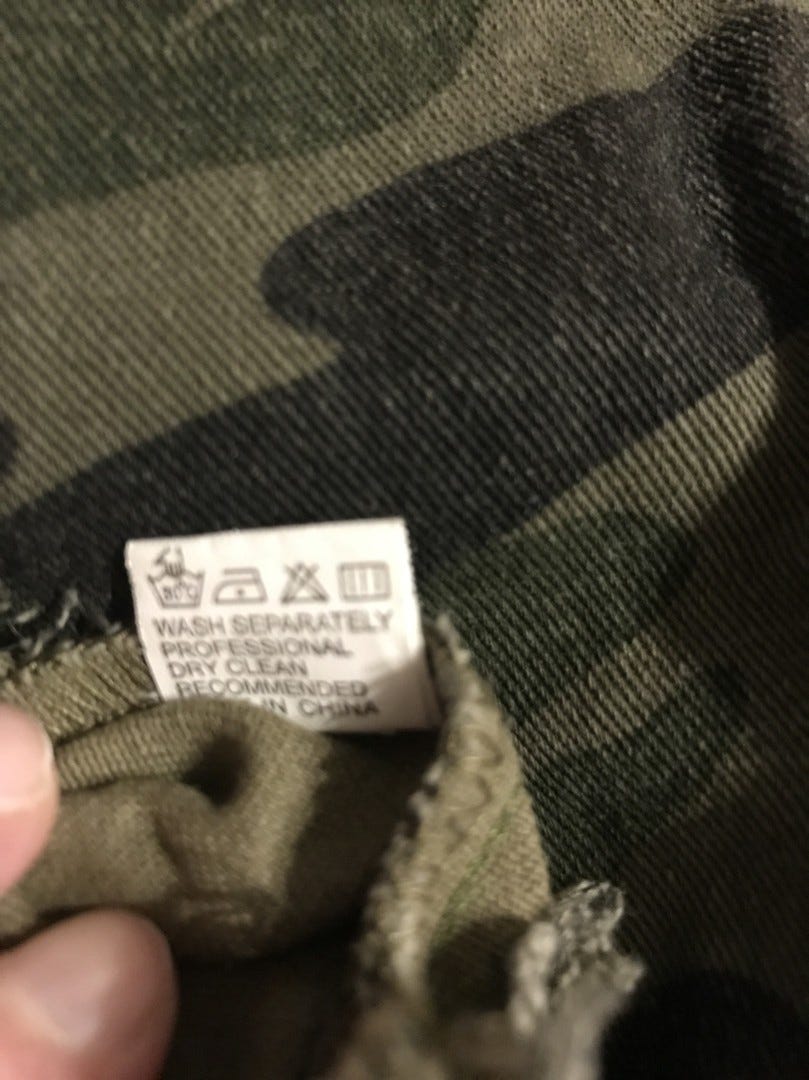 30°C
WASH SEPARATELY
PROFESSIONAL
DRY CLEAN
RECOMMENDED
IN CHINA